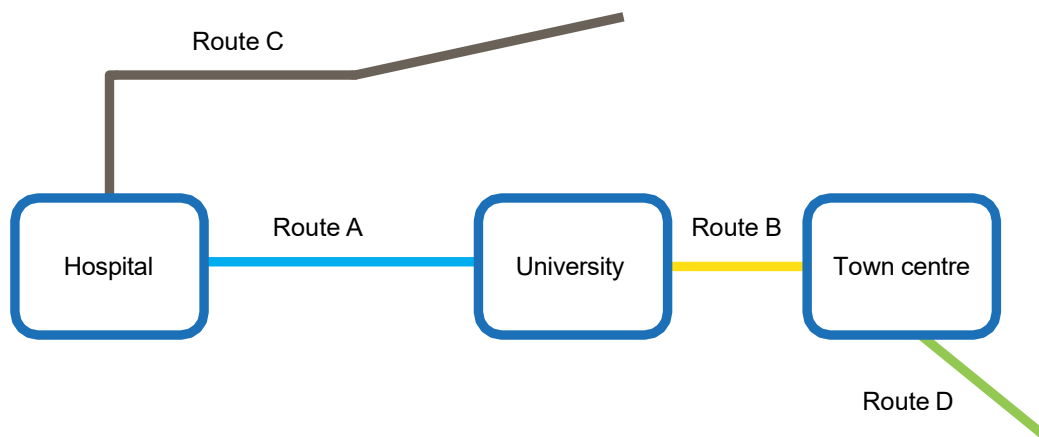 Route C
Route A
Route B
Hospital
University
Town centre
Route D